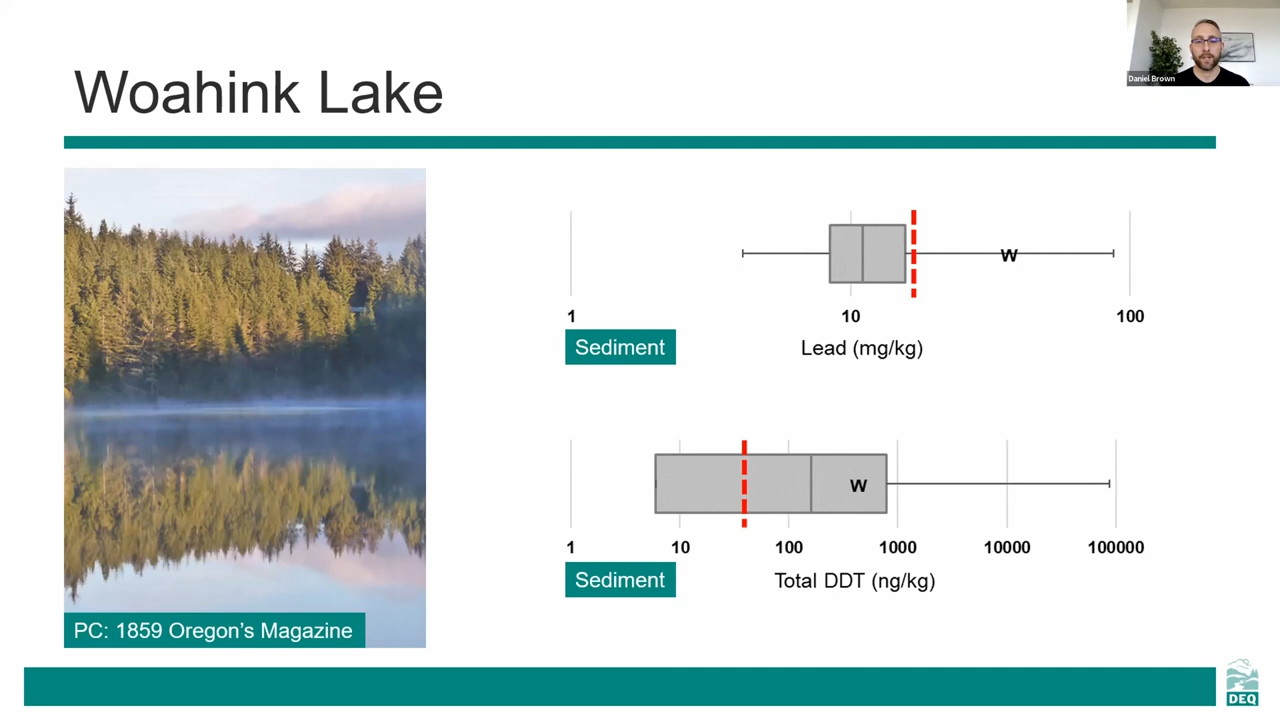 Daniel Brown
Woahink Lake
W
1 10 100
Sediment
Lead (mg/kg)
W
1 10 100 1000 10000 100000
Sediment
Total DDT (ng/kg)
PC: 1859 Oregon's Magazine
DEQ